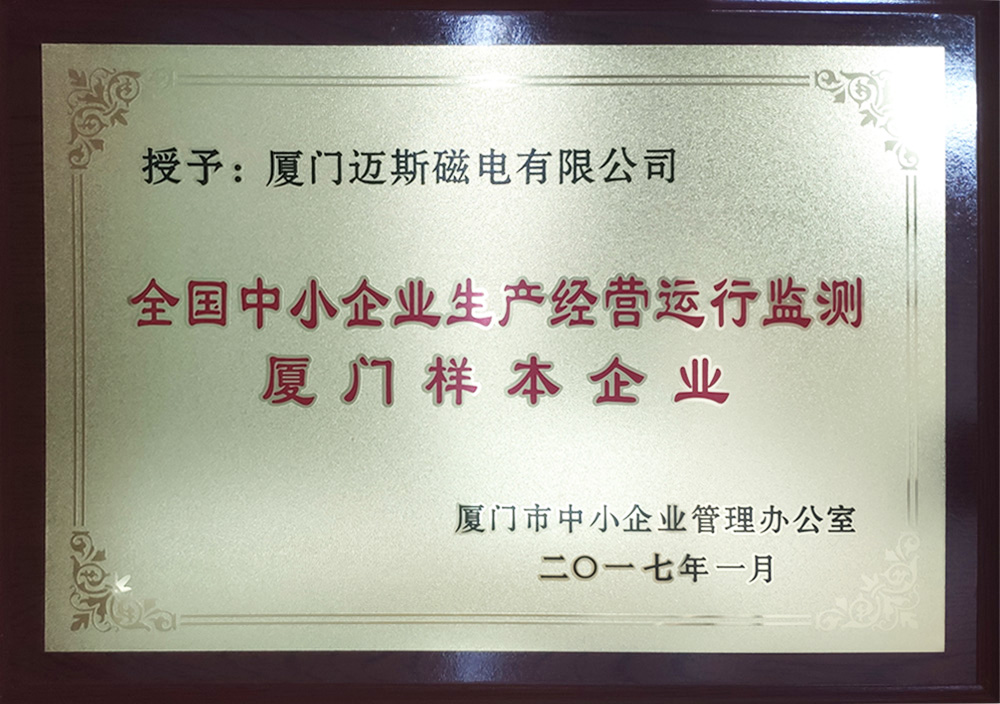 授予：厦门迈斯磁电有限公司
全国中小企业生产经营运行监测
厦门样本企业
厦门市中小企业管理办公室
二〇一七年一月